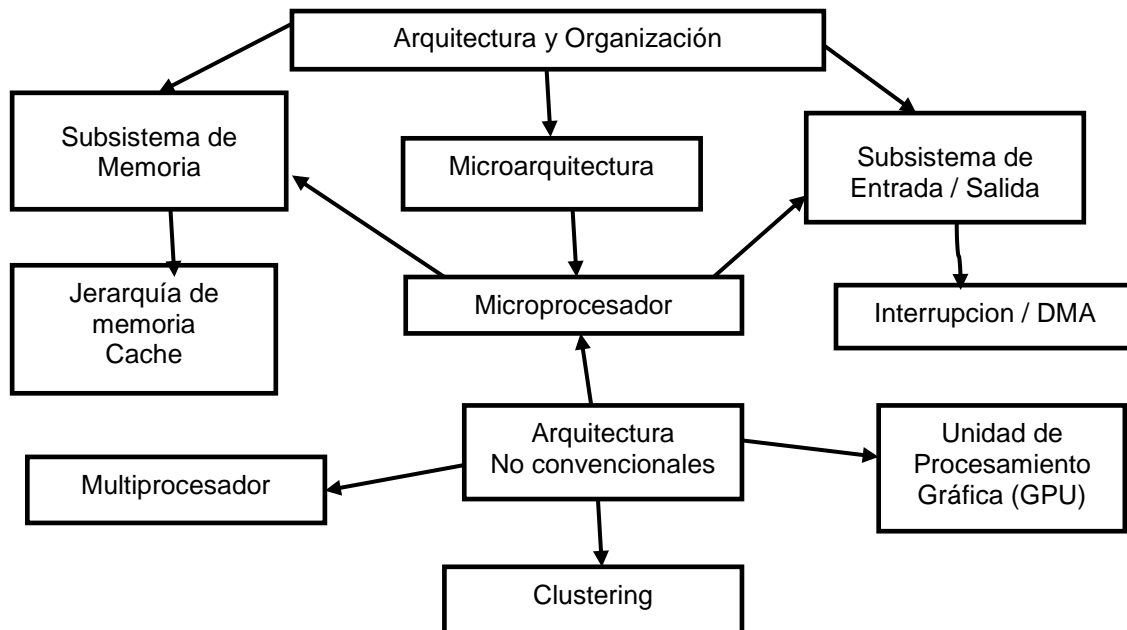 Arquitectura y Organización
Subsistema de
Memoria
Microarquitectura
Subsistema de
Entrada / Salida
Jerarquía de
memoria
Cache
Microprocesador
Interrupcion / DMA
Arquitectura
No convencionales
Unidad de
Procesamiento
Gráfica (GPU)
Multiprocesador
Clustering